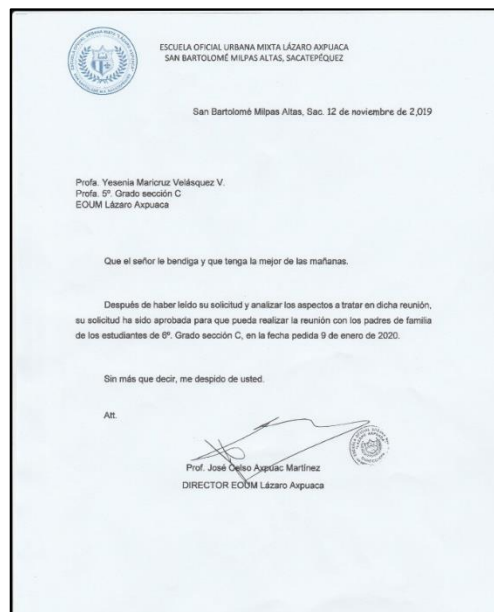 ESCUELA OFICIAL URBANA MIXTA LÁZARO AXPUACA
SAN BARTOLOMÉ MILPAS ALTAS, SACATEPÉQUEZ
San Bartolomé Milpas Altas, Sac. 12 de noviembre de 2,019
Profa. Yesenia Maricruz Velásquez V.
Profa. 5º. Grado sección C
EOUM Lázaro Axpuaca
Que el señor le bendiga y que tenga la mejor de las mañanas.
Después de haber leído su solicitud y analizar los aspectos a tratar en dicha reunión,
su solicitud ha sido aprobada para que pueda realizar la reunión con los padres de familia
de los estudiantes de 6º. Grado sección C, en la fecha pedida 9 de enero de 2020.
Sin más que decir, me despido de usted.
Att.
Prof. José Celso Axpuac Martínez
DIRECTOR EOUM Lázaro Axpuaca